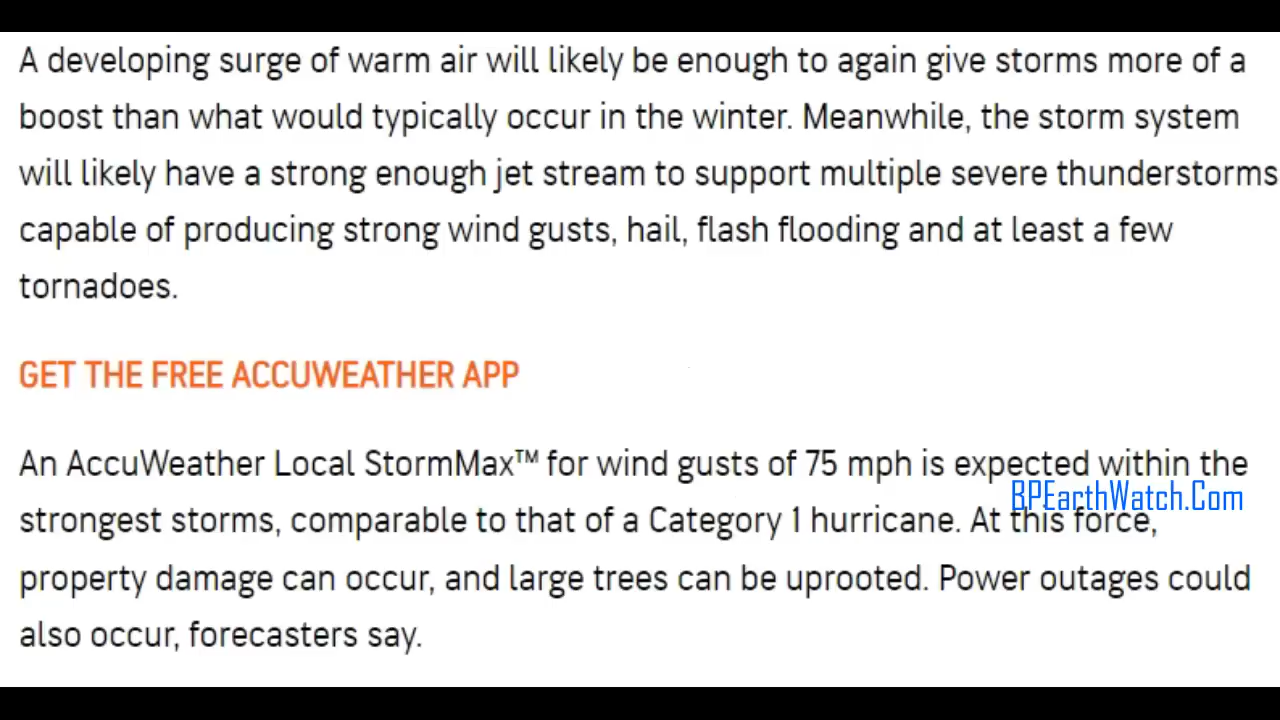 A developing surge of warm air will likely be enough to again give storms more of a
boost than what would typically occur in the winter. Meanwhile, the storm system
will likely have a strong enough jet stream to support multiple severe thunderstorms
capable of producing strong wind gusts, hail, flash flooding and at least a few
tornadoes.
GET THE FREE ACCUWEATHER APP
An AccuWeather Local StormMax™ for wind gusts of 75 mph is expected within the
BPEarthWatch.Com
strongest storms, comparable to that of a Category 1 hurricane. At this force,
property damage can occur, and large trees can be uprooted. Power outages could
also occur, forecasters say.